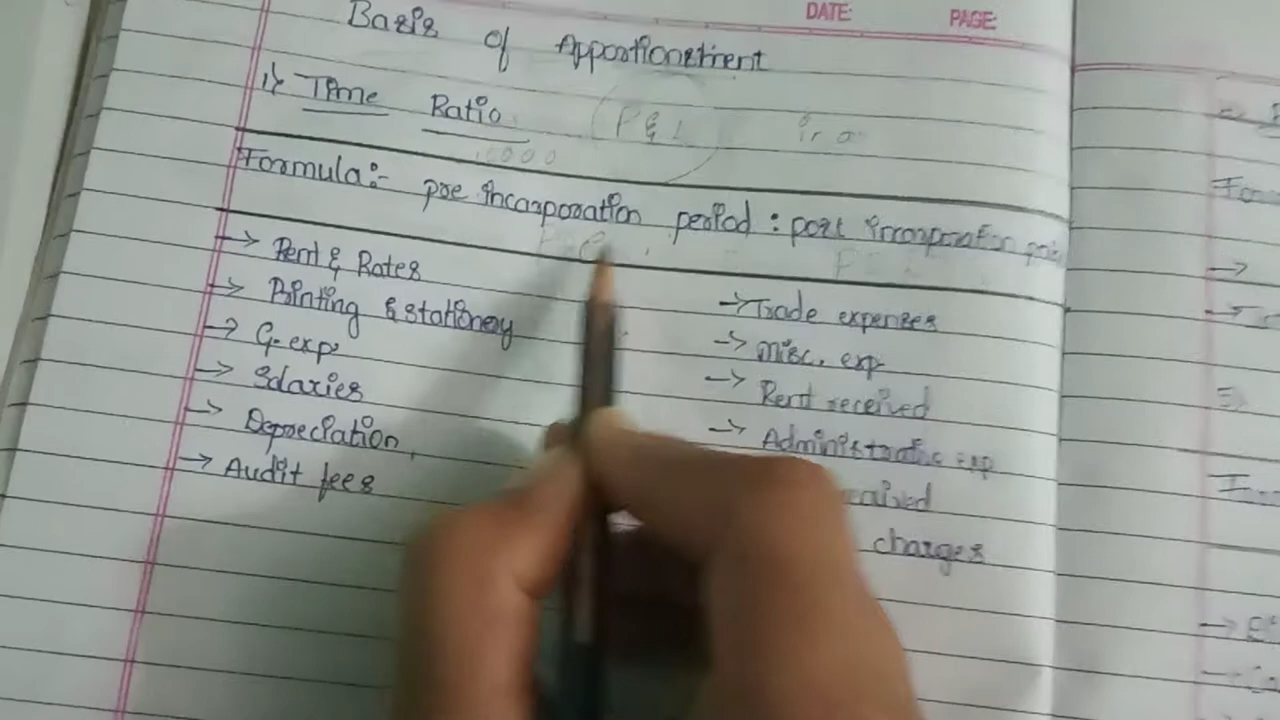 DATE: PAGE:
Basis of Apportionment
1) Time Ratio P & L
Formula:- pre incorporation period : post incorporation
→ Rent & Rates
→ Printing & stationery
→ G. exp
→ Salaries
→ Depreciation
→ Audit fees
→ Trade expenses
→ Misc. exp
→ Rent received
→ Administrative exp
charges